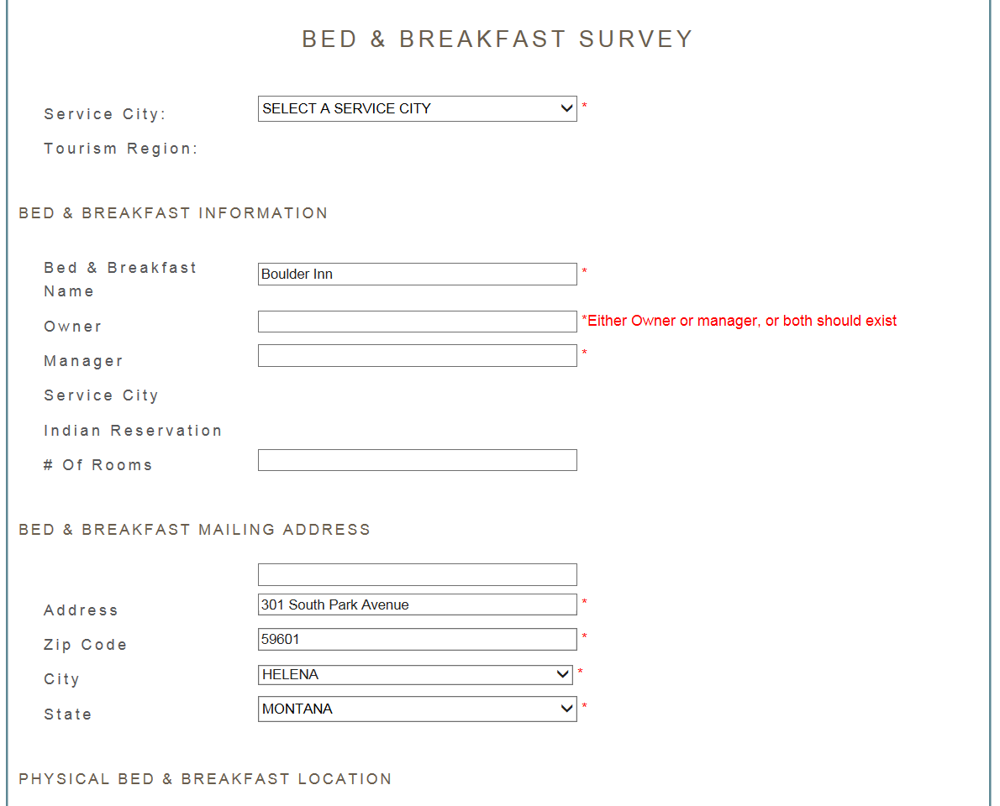 BED & BREAKFAST SURVEY
Service City: SELECT A SERVICE CITY *
Tourism Region:
BED & BREAKFAST INFORMATION
Bed & Breakfast
Name
Boulder Inn *
Owner *Either Owner or manager, or both should exist
Manager *
Service City
Indian Reservation
# Of Rooms
BED & BREAKFAST MAILING ADDRESS
Address 301 South Park Avenue *
Zip Code 59601 *
City HELENA *
State MONTANA *
PHYSICAL BED & BREAKFAST LOCATION